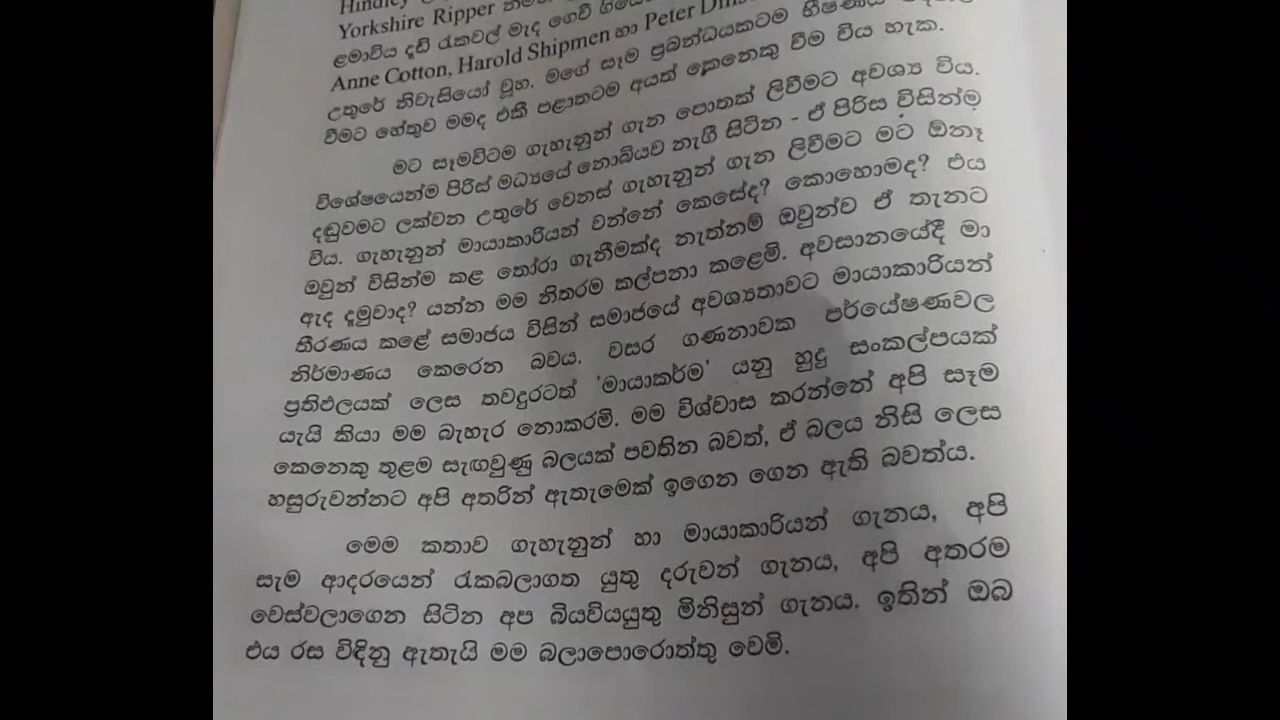 Hindley
Yorkshire Ripper
ළමාවිය දැඩි රැකවල් මැද ගෙවී
Anne Cotton, Harold Shipmen හා Peter
උතුරේ නිවැසියෝ වූහ. මගේ සෑම ප්‍රබන්ධයකටම භීෂණය
වීමට හේතුව මමද එකී පළාතටම අයත් කෙනෙකු වීම විය හැක.
මට සෑමවිටම ගැහැනුන් ගැන පොතක් ලිවීමට අවශ්‍ය විය.
විශේෂයෙන්ම පිරිස් මධ්‍යයේ නොබියව නැගී සිටින - ඒ පිරිස විසින්ම
දඬුවමට ලක්වන උතුරේ වෙනස් ගැහැනුන් ගැන ලිවීමට මට ඕනෑ
විය. ගැහැනුන් මායාකාරියන් වන්නේ කෙසේද? කොහොමද? එය
ඔවුන් විසින්ම කළ තෝරා ගැනීමක්ද නැත්නම් ඔවුන්ව ඒ තැනට
ඇද දැමුවාද? යන්න මම නිතරම කල්පනා කළෙමි. අවසානයේදී මා
තීරණය කළේ සමාජය විසින් සමාජයේ අවශ්‍යතාවට මායාකාරියන්
නිර්මාණය කෙරෙන බවය. වසර ගණනාවක පර්යේෂණවල
ප්‍රතිඵලයක් ලෙස තවදුරටත් 'මායාකර්ම' යනු හුදු සංකල්පයක්
යැයි කියා මම බැහැර නොකරමි. මම විශ්වාස කරන්නේ අපි සෑම
කෙනෙකු තුළම සැඟවුණු බලයක් පවතින බවත්, ඒ බලය නිසි ලෙස
හසුරුවන්නට අපි අතරින් ඇතැමෙක් ඉගෙන ගෙන ඇති බවත්ය.
මෙම කතාව ගැහැනුන් හා මායාකාරියන් ගැනය, අපි
සැම ආදරයෙන් රැකබලාගත යුතු දරුවන් ගැනය, අපි අතරම
වෙස්වලාගෙන සිටින අප බියවියයුතු මිනිසුන් ගැනය. ඉතින් ඔබ
එය රස විඳිනු ඇතැයි මම බලාපොරොත්තු වෙමි.